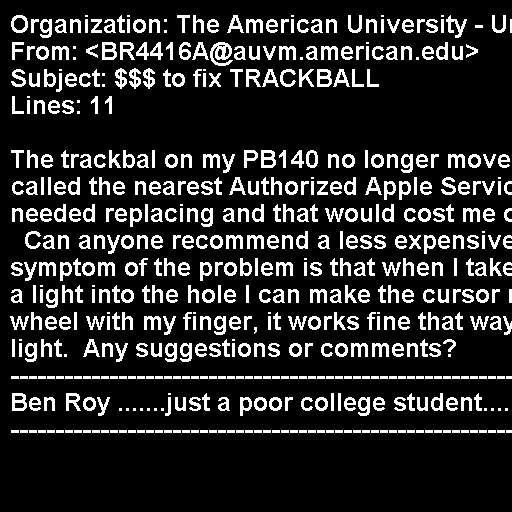 Organization: The American University - Ur
From: <BR4416A@auvm.american.edu>
Subject: $$$ to fix TRACKBALL
Lines: 11

The trackbal on my PB140 no longer move
called the nearest Authorized Apple Servic
needed replacing and that would cost me o
  Can anyone recommend a less expensive
symptom of the problem is that when I take
a light into the hole I can make the cursor
wheel with my finger, it works fine that way
light.  Any suggestions or comments?
-----------------------------------------------------------------
Ben Roy .......just a poor college student....
-----------------------------------------------------------------